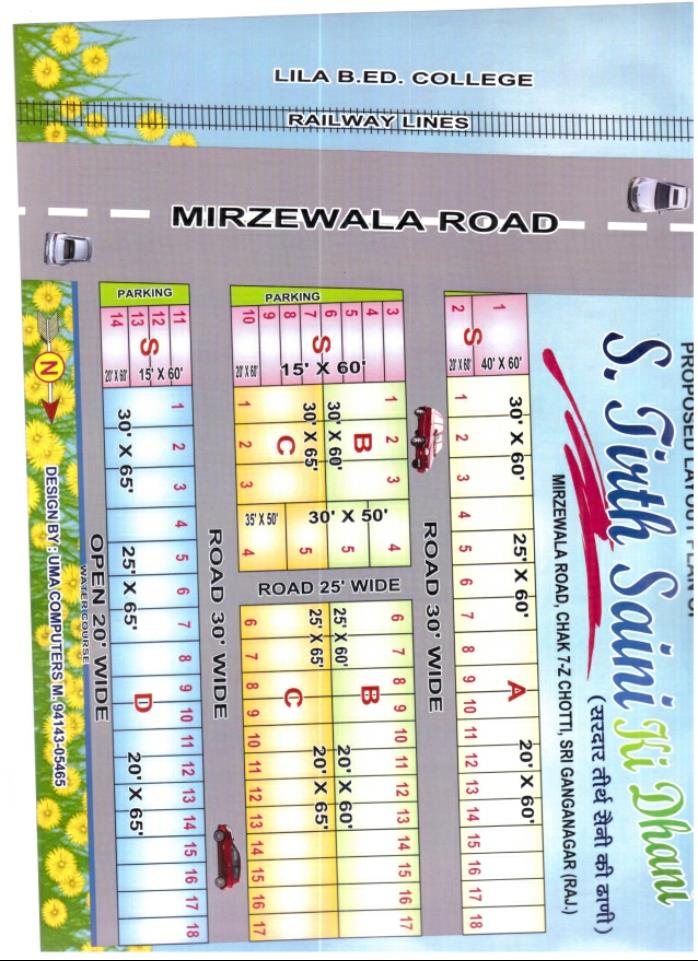 PROPOSED LAYOUT PLAN OF
S. Tirth Saini Ki Dhani
(सरदार तीर्थ सैनी की ढाणी)
MIRZEWALA ROAD, CHAK 7-Z CHOTTI, SRI GANGANAGAR (RAJ.)
LILA B.ED. COLLEGE
RAILWAY LINES
MIRZEWALA ROAD
1 2 S 40' X 60' 20' X 60'
30' X 60' 25' X 60' A 20' X 60'
1 2 3 4 5 6 7 8 9 10 11 12 13 14 15 16 17 18
ROAD 30' WIDE
PARKING
3 4 5 6 7 8 9 10
S 15' X 60' 20' X 60'
1 2 3 4
B 5
30' X 60' 30' X 50'
30' X 65' 5
C 35' X 50'
1 2 3 4
ROAD 25' WIDE
6 7 8 9 10 11 12 13 14 15 16 17
B
25' X 60' 20' X 60'
25' X 65' 20' X 65'
C
6 7 8 9 10 11 12 13 14 15 16 17
ROAD 30' WIDE
PARKING
11 12 13 14
S 15' X 60' 20' X 60'
1 2 3 4 5 6 7 8 9 10 11 12 13 14 15 16 17 18
30' X 65' 25' X 65' D 20' X 65'
OPEN 20' WIDE
WATER COURSE
N
DESIGN BY : UMA COMPUTERS M. 94143-05465